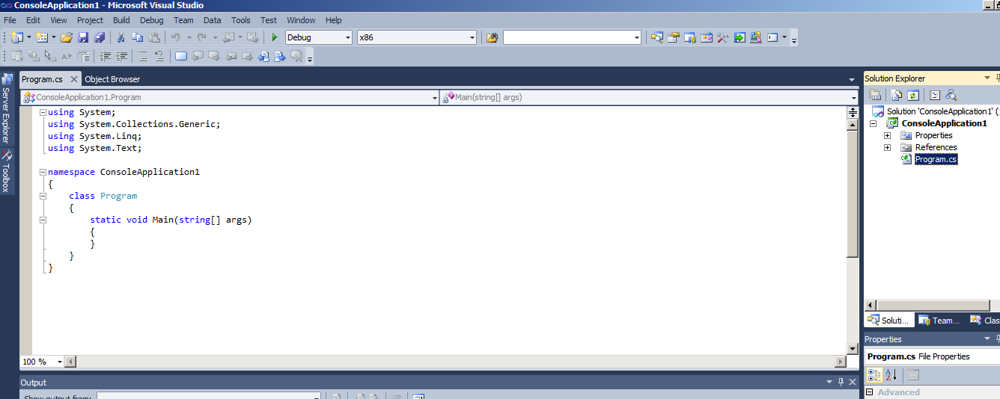 ConsoleApplication1 - Microsoft Visual Studio
File Edit View Project Build Debug Team Data Tools Test Window Help
Debug x86
Program.cs Object Browser
ConsoleApplication1.Program Main(string[] args)
using System;
using System.Collections.Generic;
using System.Linq;
using System.Text;
namespace ConsoleApplication1
{
class Program
{
static void Main(string[] args)
{
}
}
}
100 %
Output
Show output from:
Server Explorer
Toolbox
Solution Explorer
Solution 'ConsoleApplication1' (
ConsoleApplication1
Properties
References
Program.cs
Soluti... Team... Clas
Properties
Program.cs File Properties
Advanced